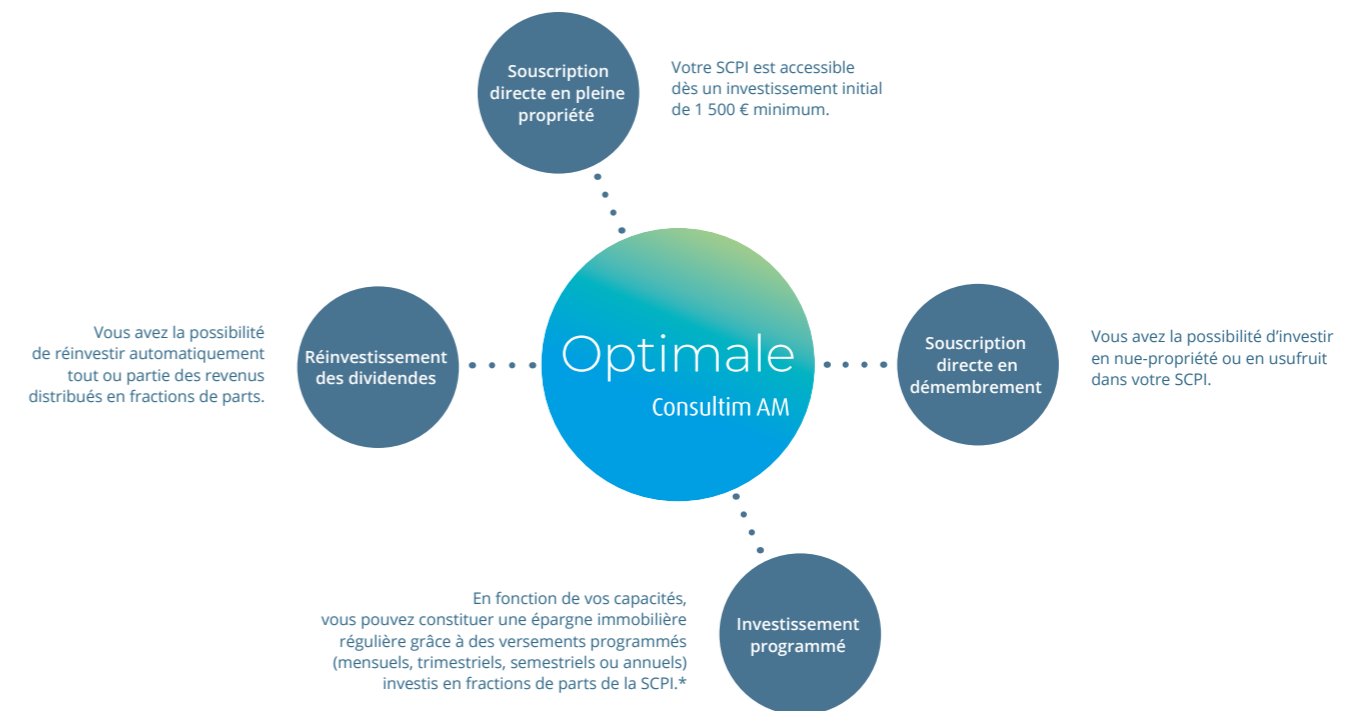 Souscription
directe en pleine
propriété
Votre SCPI est accessible
dès un investissement initial
de 1 500 € minimum.
Vous avez la possibilité
de réinvestir automatiquement
tout ou partie des revenus
distribués en fractions de parts.
Réinvestissement
des dividendes
Optimale
Consultim AM
Souscription
directe en
démembrement
Vous avez la possibilité d’investir
en nue-propriété ou en usufruit
dans votre SCPI.
En fonction de vos capacités,
vous pouvez constituer une épargne immobilière
régulière grâce à des versements programmés
(mensuels, trimestriels, semestriels ou annuels)
investis en fractions de parts de la SCPI.*
Investissement
programmé